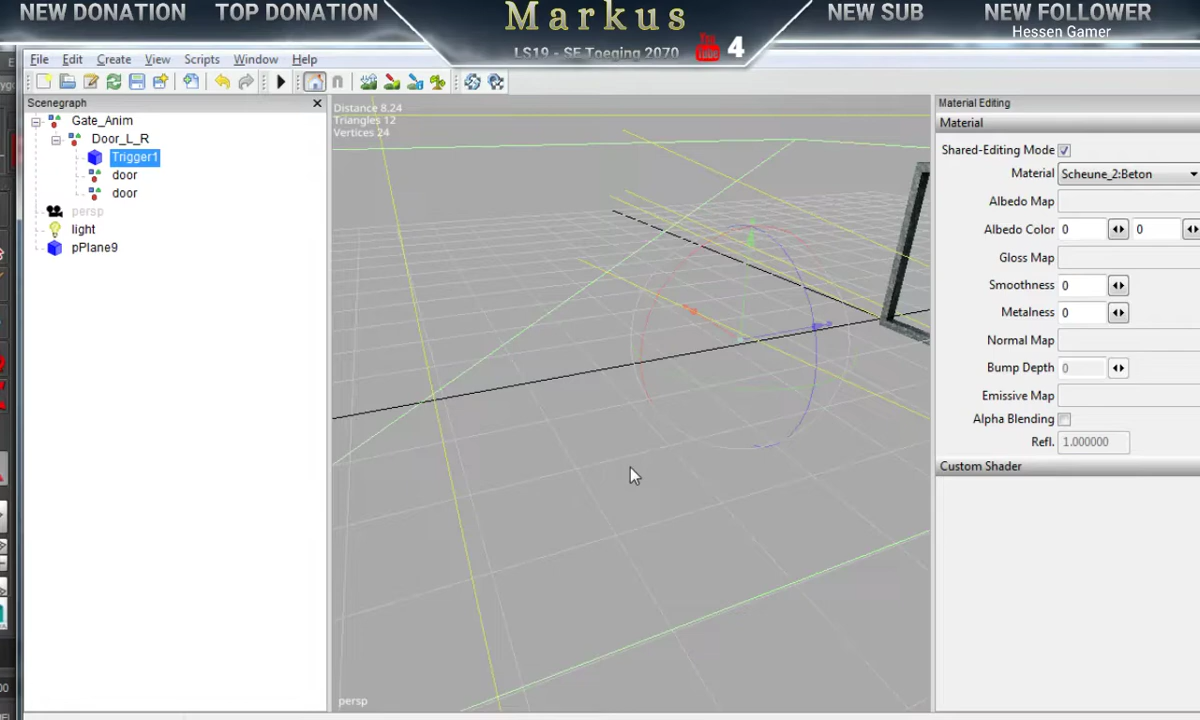 NEW DONATION
TOP DONATION
Markus
NEW SUB
NEW FOLLOWER
Hessen Gamer
LS19 - SE Toeging 2070
4
File Edit Create View Scripts Window Help
Scenegraph
Gate_Anim
Door_L_R
Trigger1
door
door
persp
light
pPlane9
Distance 8.24
Triangles 12
Vertices 24
persp
Material Editing
Material
Shared-Editing Mode
Material Scheune_2:Beton
Albedo Map
Albedo Color 0 0
Gloss Map
Smoothness 0
Metalness 0
Normal Map
Bump Depth 0
Emissive Map
Alpha Blending
Refl. 1.000000
Custom Shader